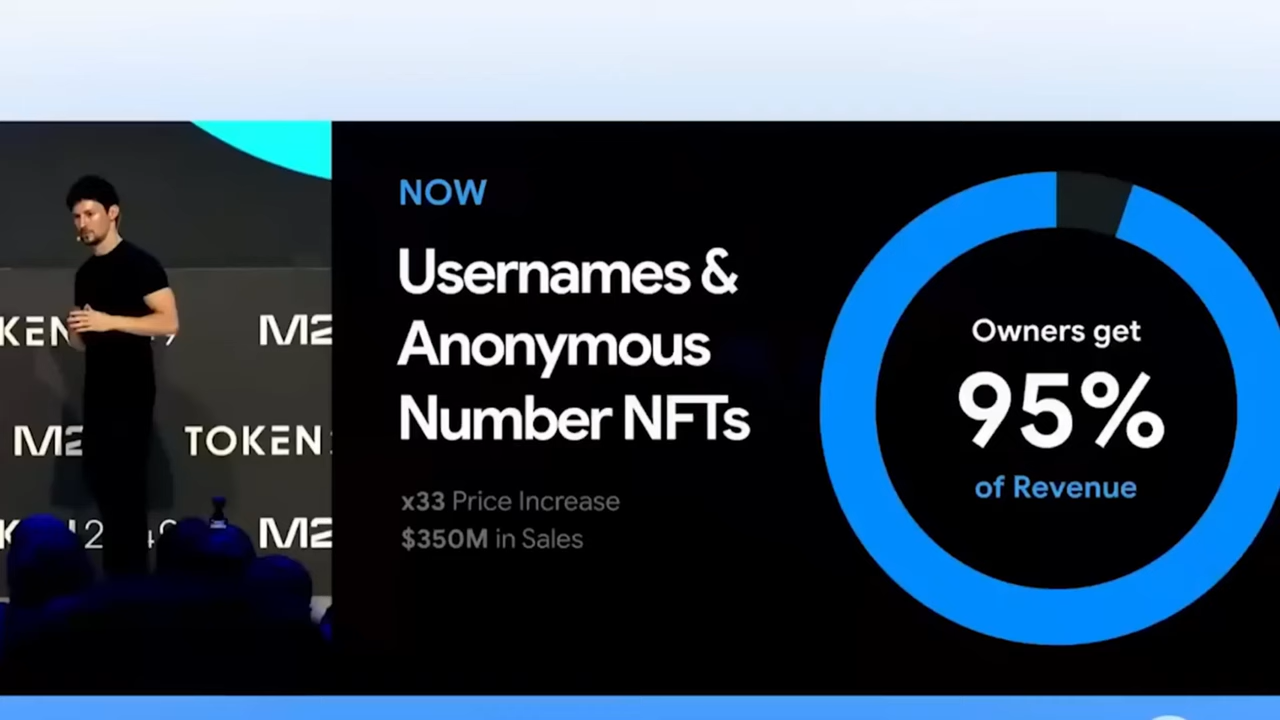 M2
M2
TOKEN
M2
NOW
Usernames &
Anonymous
Number NFTs
x33 Price Increase
$350M in Sales
Owners get
95%
of Revenue